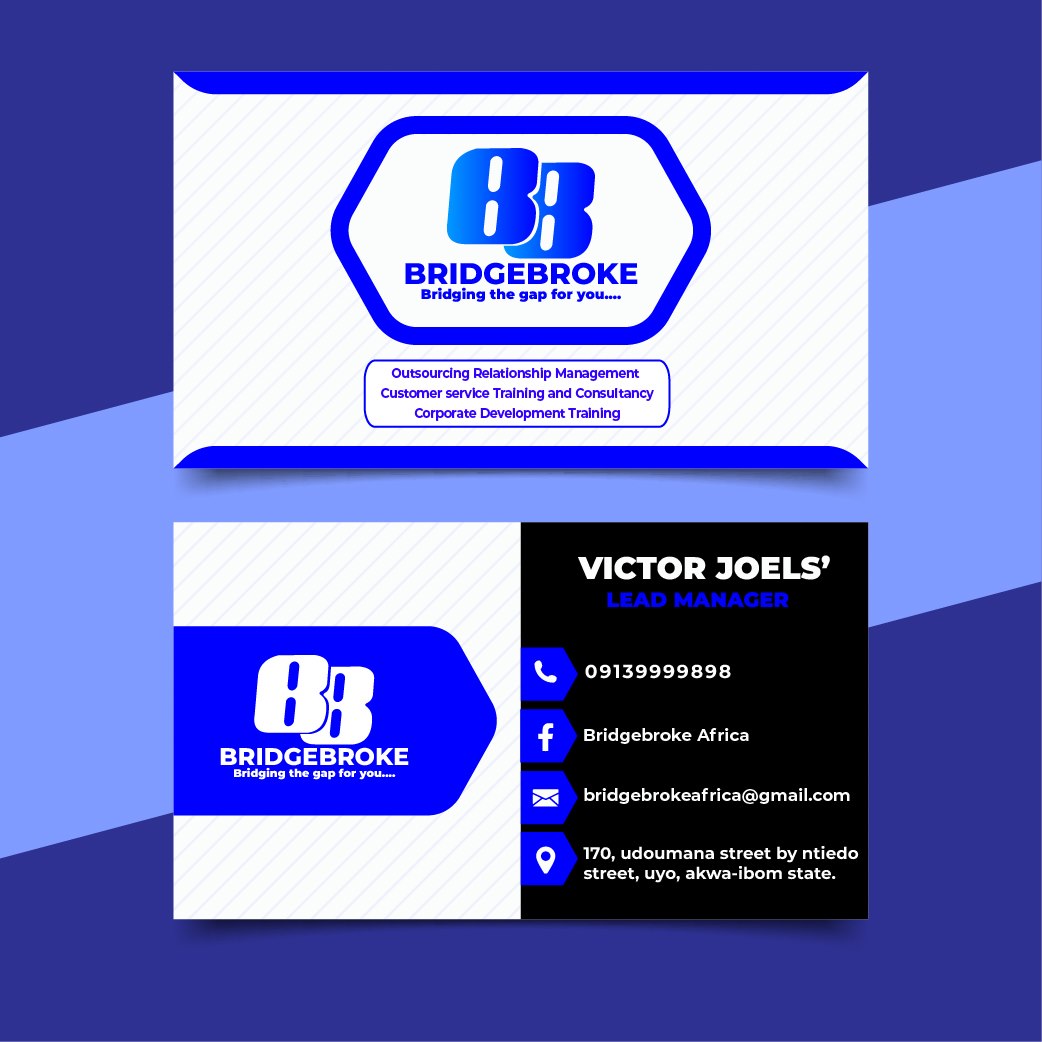 BB
BRIDGEBROKE
Bridging the gap for you....
Outsourcing Relationship Management
Customer service Training and Consultancy
Corporate Development Training
BB
BRIDGEBROKE
Bridging the gap for you....
VICTOR JOELS’
LEAD MANAGER
09139999898
Bridgebroke Africa
bridgebrokeafrica@gmail.com
170, udoumana street by ntiedo
street, uyo, akwa-ibom state.